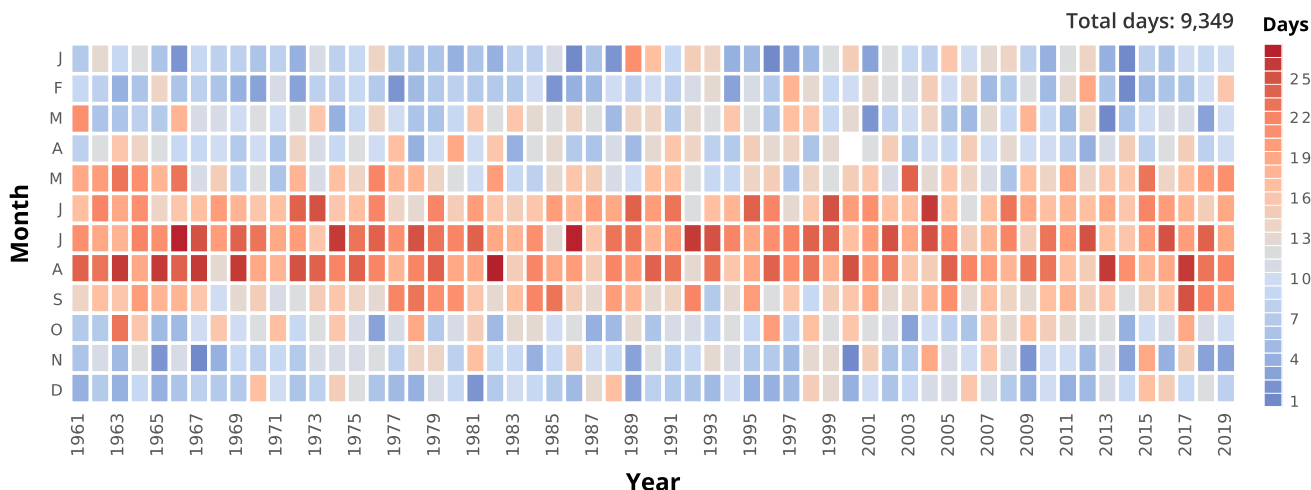 Total days: 9,349
Days
J
F
M
A
M
J
J
A
S
O
N
D
Month
1961
1963
1965
1967
1969
1971
1973
1975
1977
1979
1981
1983
1985
1987
1989
1991
1993
1995
1997
1999
2001
2003
2005
2007
2009
2011
2013
2015
2017
2019
Year
25
22
19
16
13
10
7
4
1